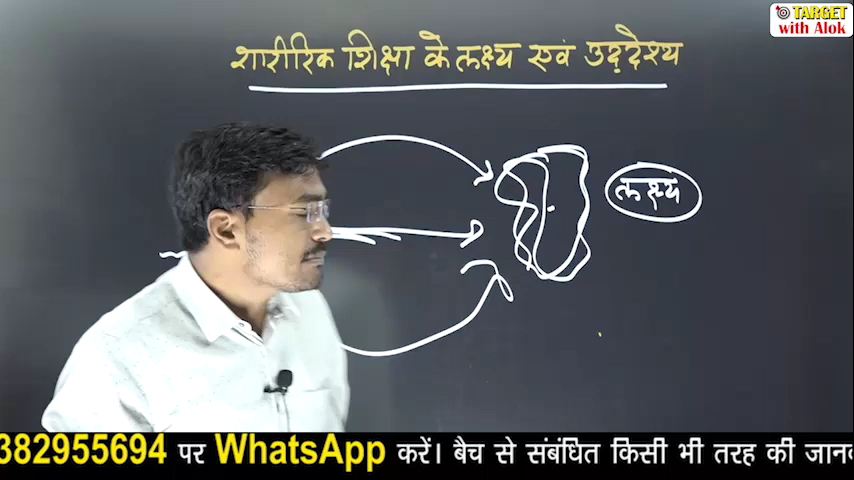 TARGET
with Alok
शारीरिक शिक्षा के लक्ष्य एवं उद्देश्य
लक्ष्य
382955694 पर WhatsApp करें। बैच से संबंधित किसी भी तरह की जान